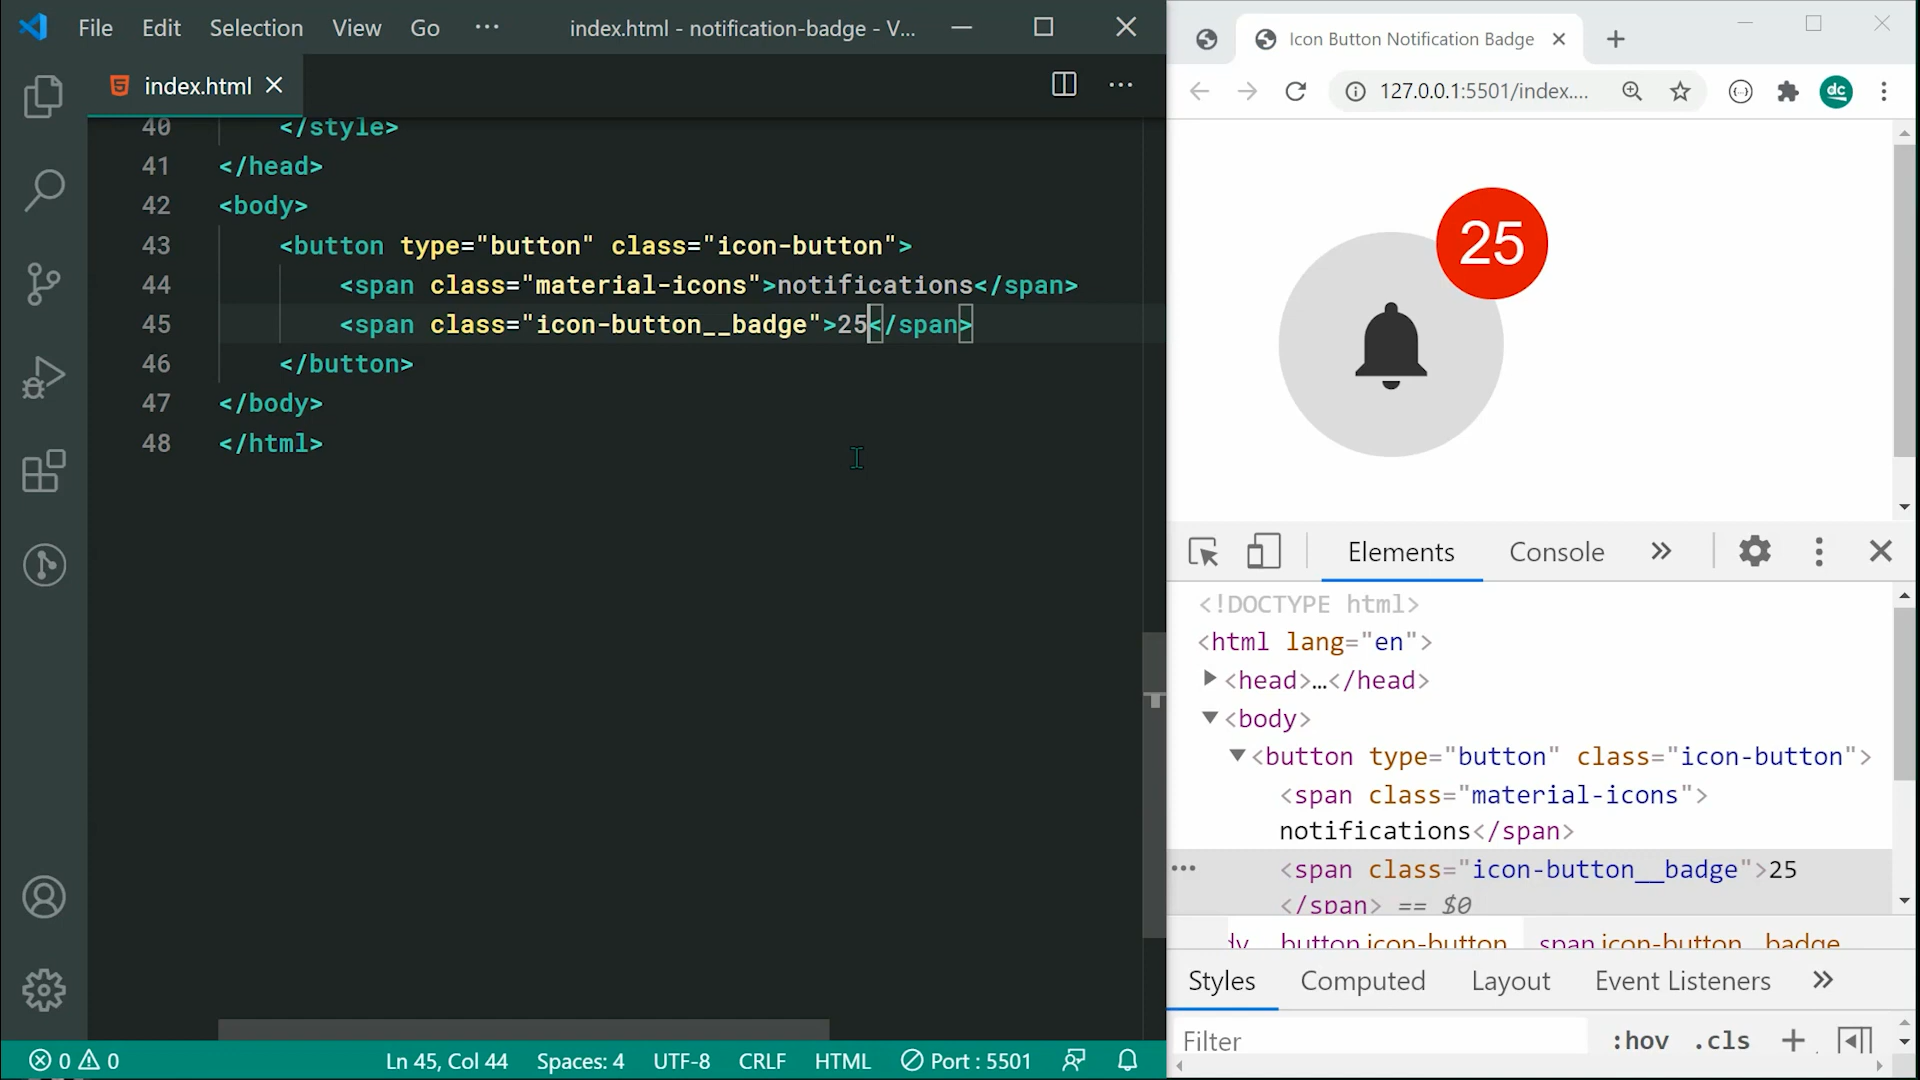 File Edit Selection View Go ··· index.html - notification-badge - V...
index.html
40 </style>
41 </head>
42 <body>
43 <button type="button" class="icon-button">
44 <span class="material-icons">notifications</span>
45 <span class="icon-button__badge">25</span>
46 </button>
47 </body>
48 </html>
0 0 Ln 45, Col 44 Spaces: 4 UTF-8 CRLF HTML Port : 5501
Icon Button Notification Badge
127.0.0.1:5501/index.... dc
25
Elements Console
<!DOCTYPE html>
<html lang="en">
<head>…</head>
<body>
<button type="button" class="icon-button">
<span class="material-icons">
notifications</span>
<span class="icon-button__badge">25
</span> == $0
dy button.icon-button span.icon-button__badge
Styles Computed Layout Event Listeners
Filter :hov .cls